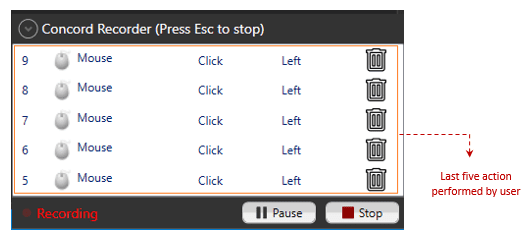 Concord Recorder (Press Esc to stop)
9 Mouse Click Left
8 Mouse Click Left
7 Mouse Click Left
6 Mouse Click Left
5 Mouse Click Left
Last five action
performed by user
Recording Pause Stop